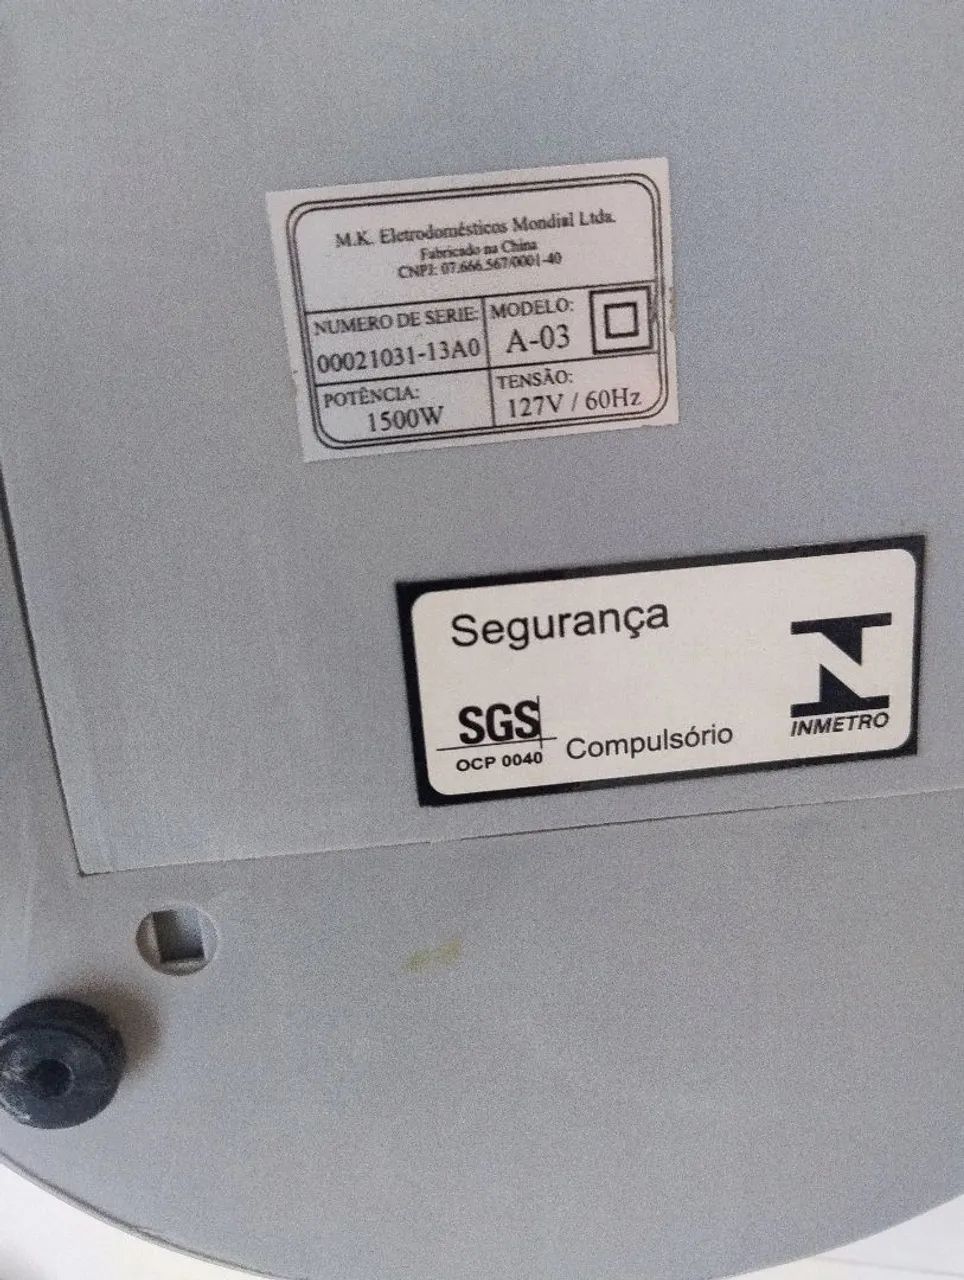 M.K. Eletrodomésticos Mondial Ltda.
Fabricado na China
CNPJ: 07.666.567/0001-40
NUMERO DE SERIE:
00021031-13A0
MODELO:
A-03
POTÊNCIA:
1500W
TENSÃO:
127V / 60Hz
Segurança
SGS
OCP 0040
Compulsório
INMETRO